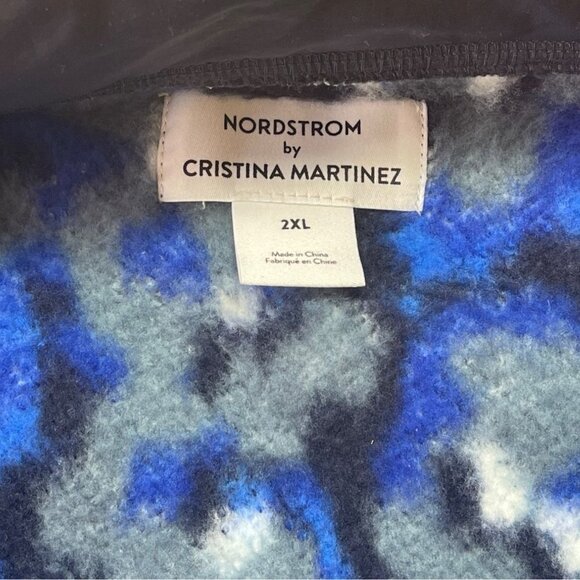 NORDSTROM
by
CRISTINA MARTINEZ
2XL
Made in China
Fabriqué en Chine